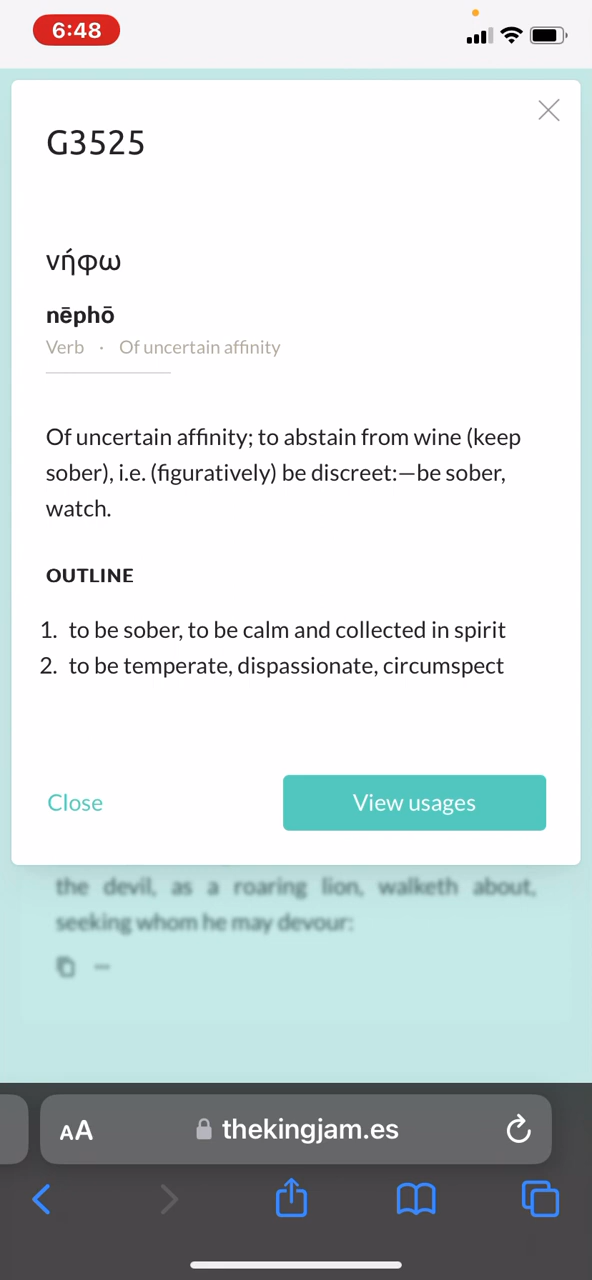 6:48
G3525
νήφω
nēphō
Verb · Of uncertain affinity
Of uncertain affinity; to abstain from wine (keep
sober), i.e. (figuratively) be discreet:—be sober,
watch.
OUTLINE
1. to be sober, to be calm and collected in spirit
2. to be temperate, dispassionate, circumspect
Close
View usages
the devil, as a roaring lion, walketh about,
seeking whom he may devour:
AA
thekingjam.es